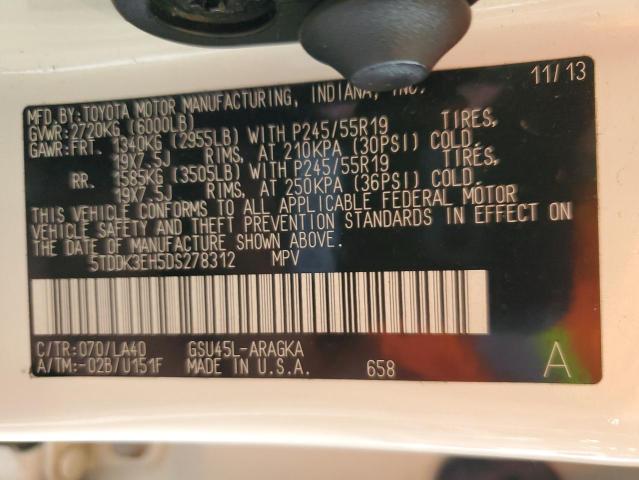 11/13
MFD.BY:TOYOTA MOTOR MANUFACTURING, INDIANA, INC.
GVWR:2720KG (6000LB)
GAWR:FRT. 1340KG (2955LB) WITH P245/55R19 TIRES,
19X7.5J RIMS, AT 210KPA (30PSI) COLD.
RR. 1585KG (3505LB) WITH P245/55R19 TIRES,
19X7.5J RIMS, AT 250KPA (36PSI) COLD.
THIS VEHICLE CONFORMS TO ALL APPLICABLE FEDERAL MOTOR
VEHICLE SAFETY AND THEFT PREVENTION STANDARDS IN EFFECT ON
THE DATE OF MANUFACTURE SHOWN ABOVE.
5TDDK3EH5DS278312 MPV
C/TR:070/LA40 GSU45L-ARAGKA
A/TM:-02B/U151F MADE IN U.S.A. 658 A